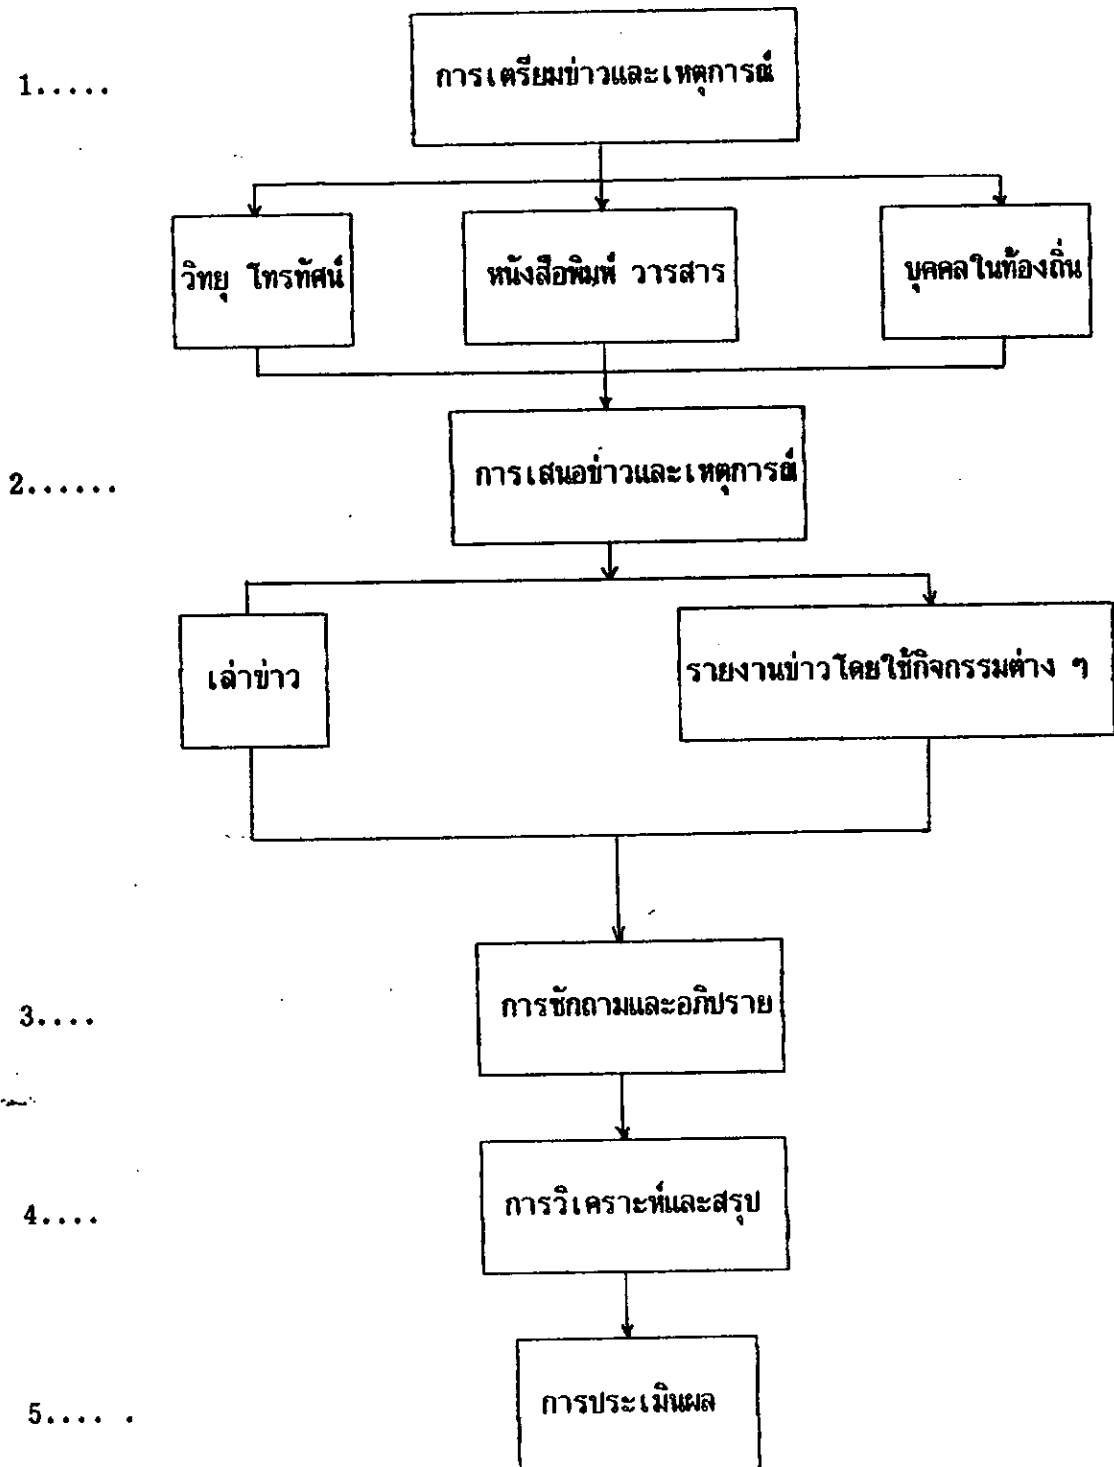 1.....
การเตรียมข่าวและเหตุการณ์
วิทยุ โทรทัศน์
หนังสือพิมพ์ วารสาร
บุคคลในท้องถิ่น
2......
การเสนอข่าวและเหตุการณ์
เล่าข่าว
รายงานข่าวโดยใช้กิจกรรมต่าง ๆ
3....
การซักถามและอภิปราย
4....
การวิเคราะห์และสรุป
5.... .
การประเมินผล